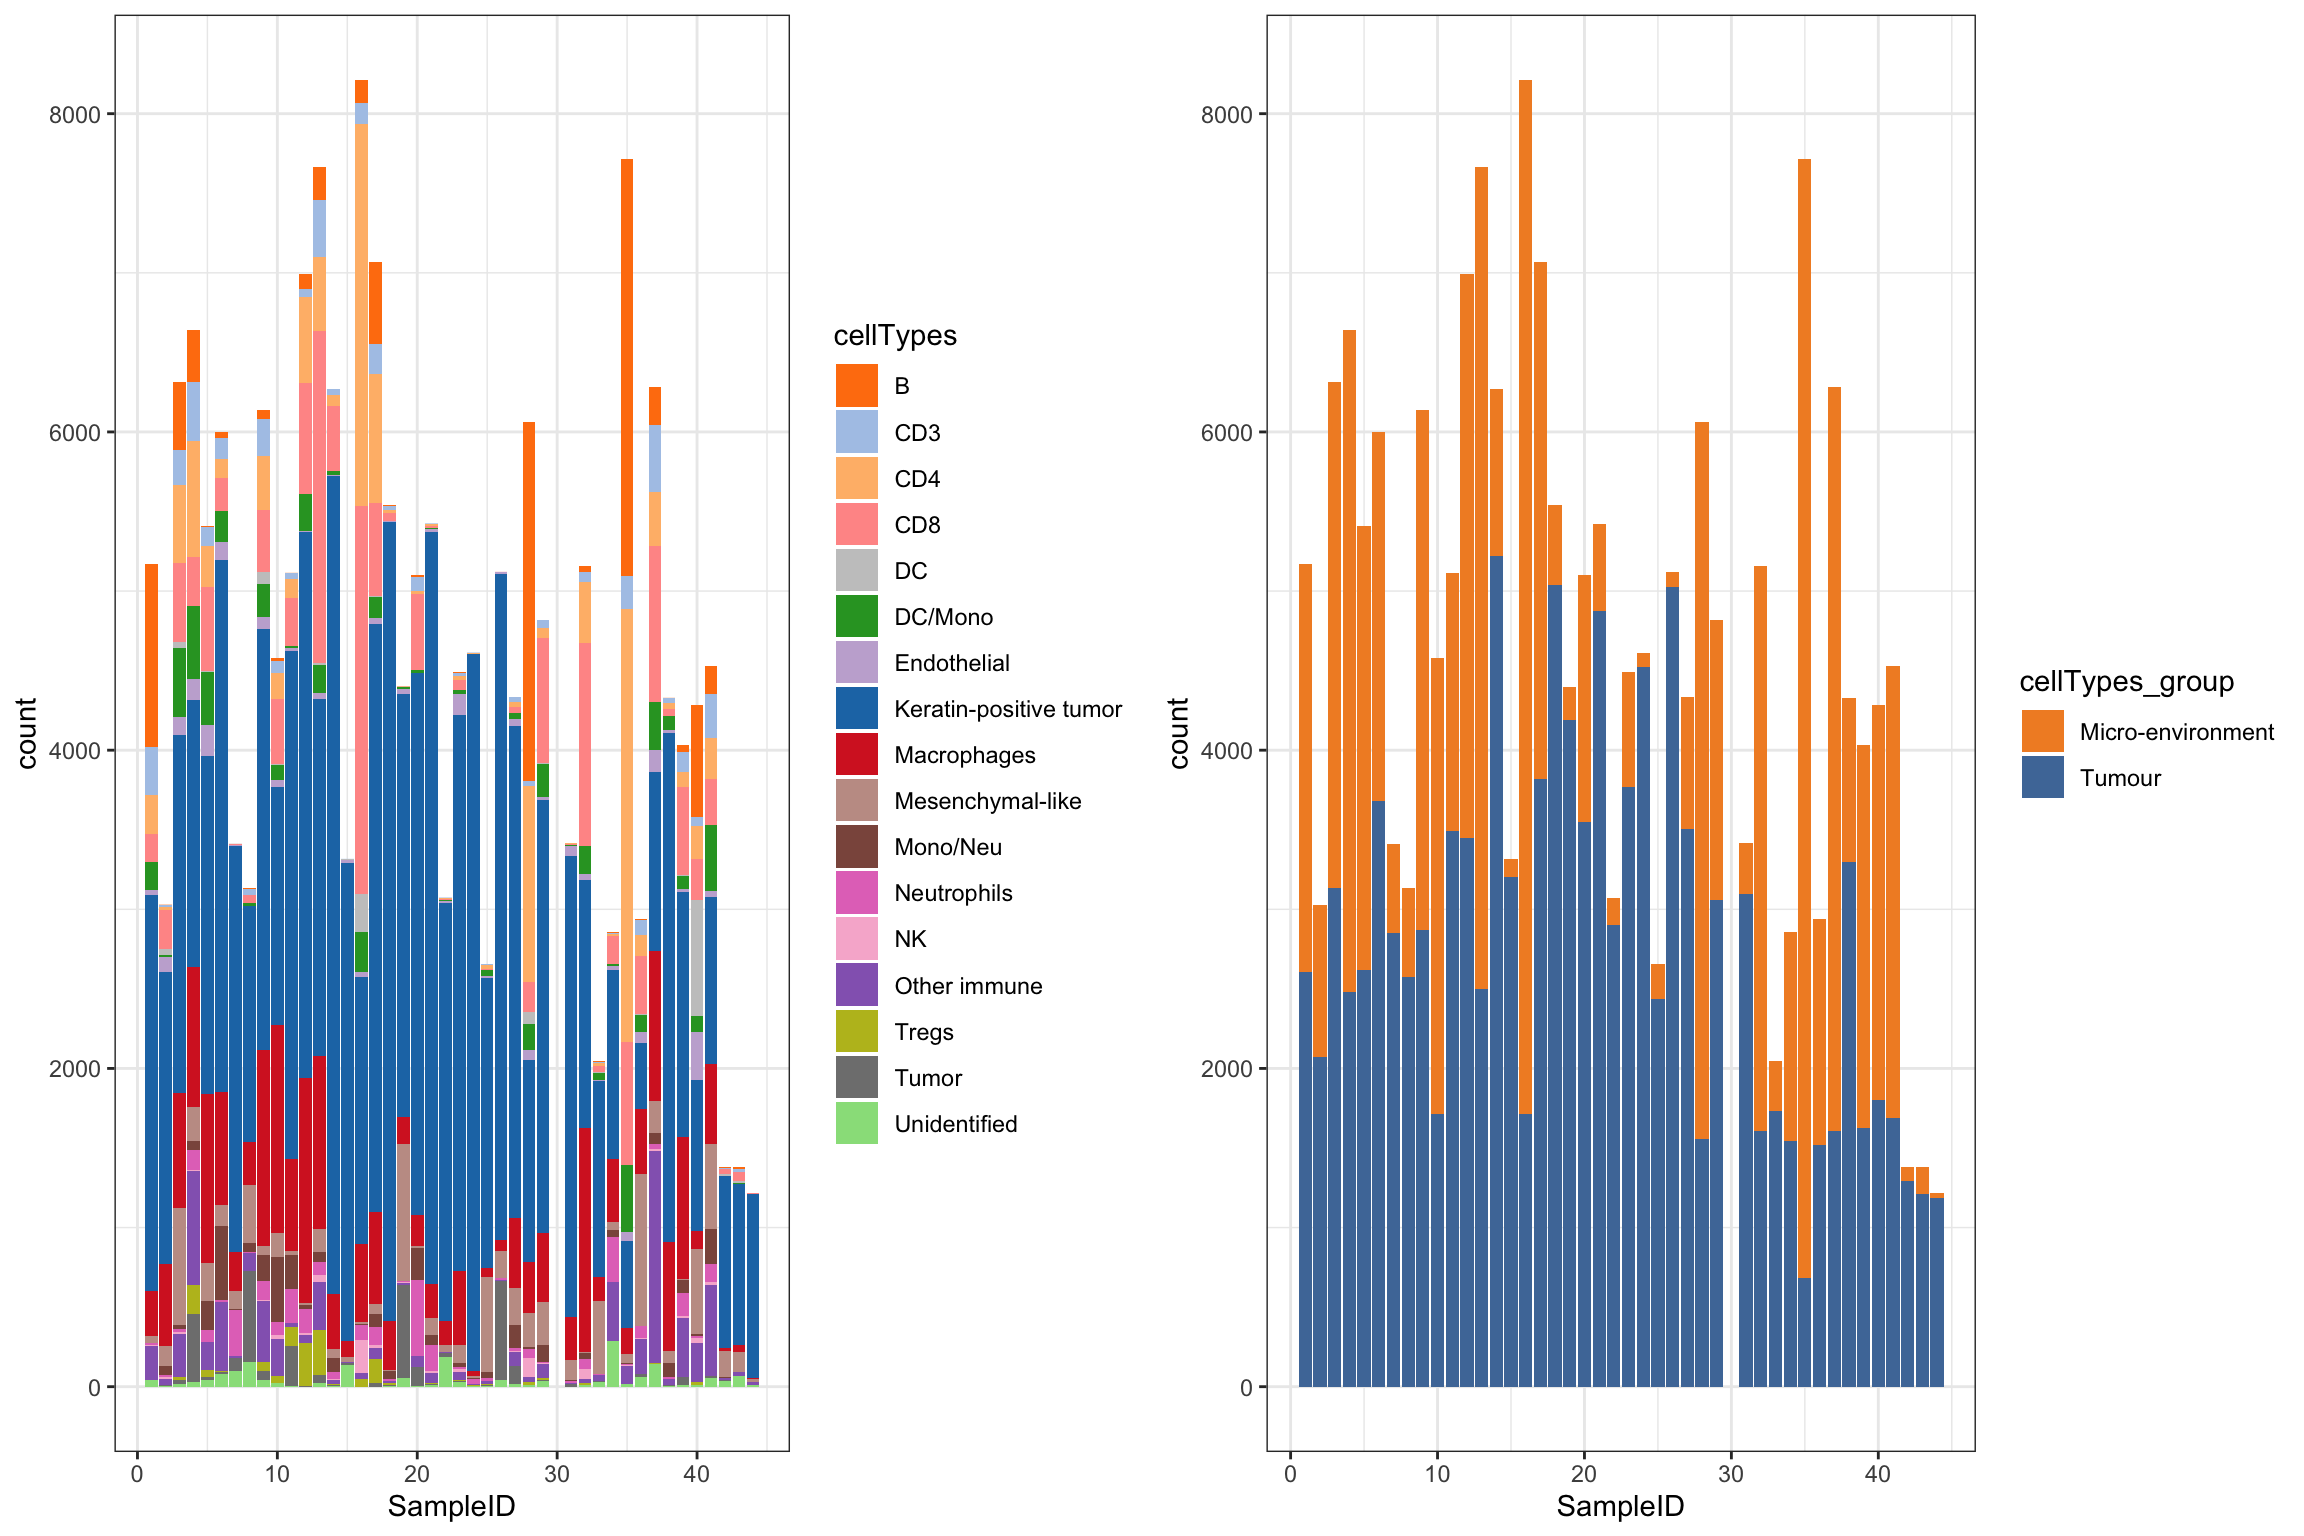 8000
6000
4000
2000
0
count
0 10 20 30 40
SampleID
cellTypes
B
CD3
CD4
CD8
DC
DC/Mono
Endothelial
Keratin-positive tumor
Macrophages
Mesenchymal-like
Mono/Neu
Neutrophils
NK
Other immune
Tregs
Tumor
Unidentified
8000
6000
4000
2000
0
count
0 10 20 30 40
SampleID
cellTypes_group
Micro-environment
Tumour